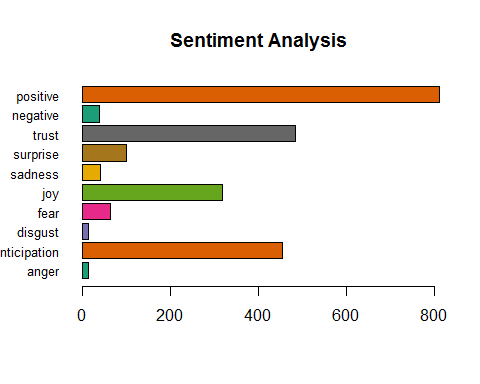 Sentiment Analysis
positive
negative
trust
surprise
sadness
joy
fear
disgust
nticipation
anger
0 200 400 600 800